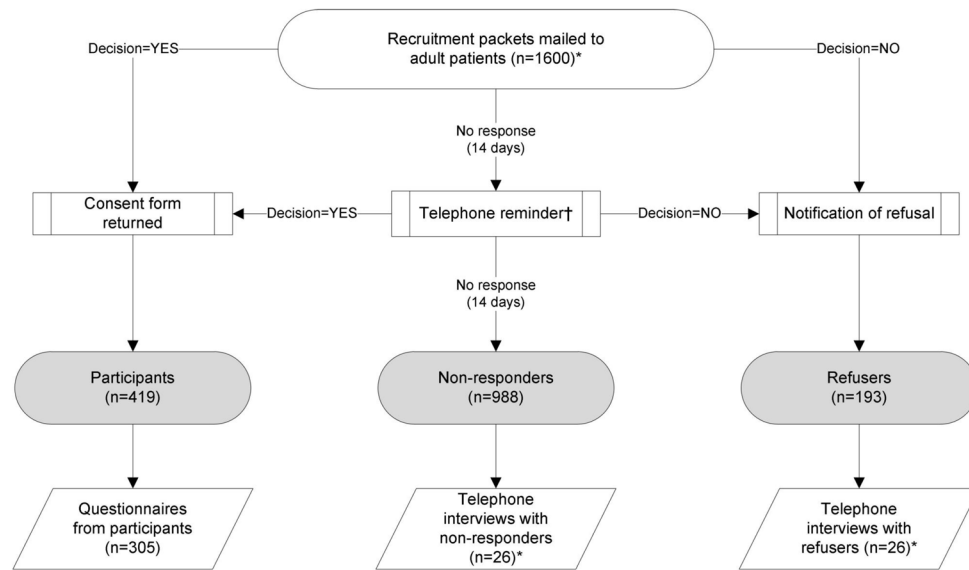 Decision=YES
Recruitment packets mailed to
adult patients (n=1600)*
Decision=NO
No response
(14 days)
Consent form
returned
Decision=YES
Telephone reminder†
Decision=NO
Notification of refusal
No response
(14 days)
Participants
(n=419)
Non-responders
(n=988)
Refusers
(n=193)
Questionnaires
from participants
(n=305)
Telephone
interviews with
non-responders
(n=26)*
Telephone
interviews with
refusers (n=26)*